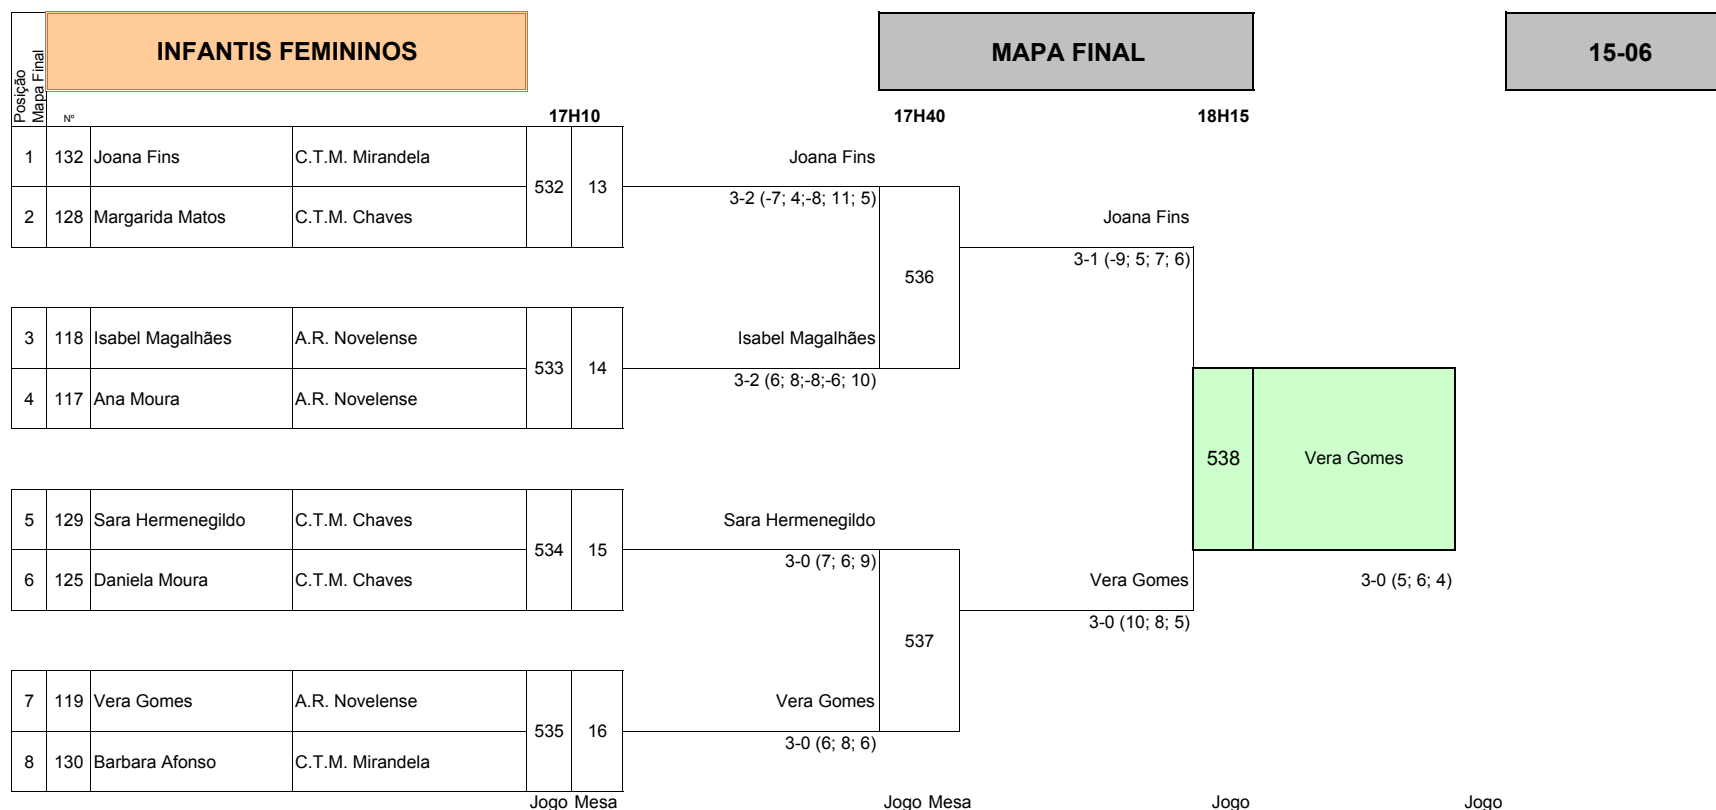 Posição
Mapa Final
INFANTIS FEMININOS
MAPA FINAL
15-06
Nº
17H10
17H40
18H15
1 132 Joana Fins C.T.M. Mirandela
2 128 Margarida Matos C.T.M. Chaves
532 13
Joana Fins
3-2 (-7; 4;-8; 11; 5)
Joana Fins
3-1 (-9; 5; 7; 6)
536
3 118 Isabel Magalhães A.R. Novelense
4 117 Ana Moura A.R. Novelense
533 14
Isabel Magalhães
3-2 (6; 8;-8;-6; 10)
538 Vera Gomes
5 129 Sara Hermenegildo C.T.M. Chaves
6 125 Daniela Moura C.T.M. Chaves
534 15
Sara Hermenegildo
3-0 (7; 6; 9)
Vera Gomes
3-0 (10; 8; 5)
3-0 (5; 6; 4)
537
7 119 Vera Gomes A.R. Novelense
8 130 Barbara Afonso C.T.M. Mirandela
535 16
Vera Gomes
3-0 (6; 8; 6)
Jogo Mesa
Jogo Mesa
Jogo
Jogo